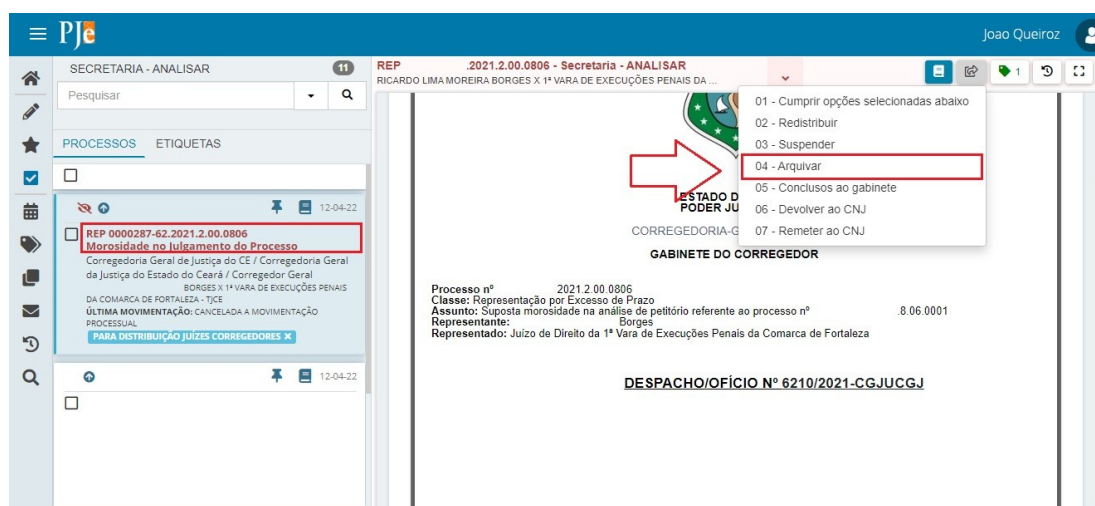 PJe
Joao Queiroz
SECRETARIA - ANALISAR
11
Pesquisar
PROCESSOS
ETIQUETAS
12-04-22
REP 0000287-62.2021.2.00.0806
Morosidade no Julgamento do Processo
Corregedoria Geral de Justiça do CE / Corregedoria Geral
da Justiça do Estado do Ceará / Corregedor Geral
BORGES X 1ª VARA DE EXECUÇÕES PENAIS
DA COMARCA DE FORTALEZA - TJCE
ÚLTIMA MOVIMENTAÇÃO: CANCELADA A MOVIMENTAÇÃO
PROCESSUAL
PARA DISTRIBUIÇÃO JUÍZES CORREGEDORES ×
12-04-22
REP .2021.2.00.0806 - Secretaria - ANALISAR
RICARDO LIMA MOREIRA BORGES X 1ª VARA DE EXECUÇÕES PENAIS DA ...
1
01 - Cumprir opções selecionadas abaixo
02 - Redistribuir
03 - Suspender
04 - Arquivar
05 - Conclusos ao gabinete
06 - Devolver ao CNJ
07 - Remeter ao CNJ
ESTADO D
PODER JU
CORREGEDORIA-G
GABINETE DO CORREGEDOR
Processo nº 2021.2.00.0806
Classe: Representação por Excesso de Prazo
Assunto: Suposta morosidade na análise de petitório referente ao processo nº .8.06.0001
Representante: Borges
Representado: Juízo de Direito da 1ª Vara de Execuções Penais da Comarca de Fortaleza
DESPACHO/OFÍCIO Nº 6210/2021-CGJUCGJ